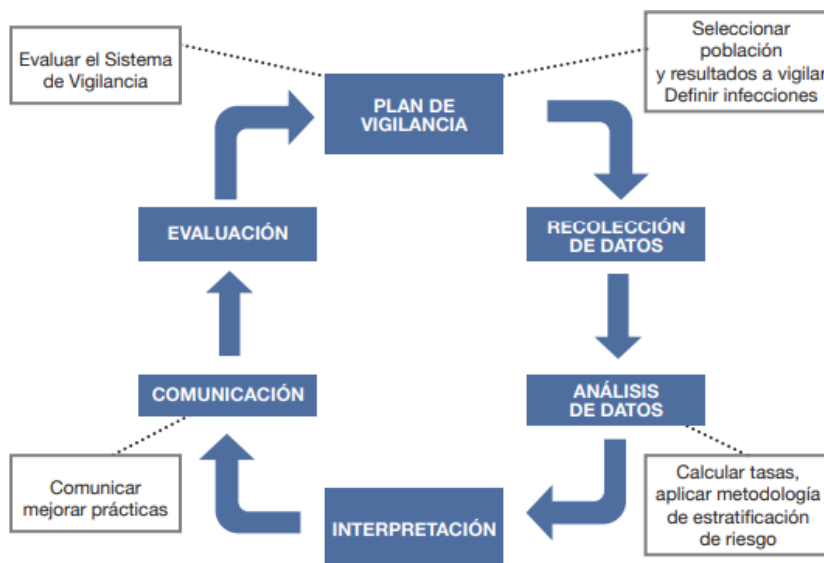 Evaluar el Sistema
de Vigilancia
Seleccionar
población
y resultados a vigilar
Definir infecciones
PLAN DE
VIGILANCIA
EVALUACIÓN
RECOLECCIÓN
DE DATOS
COMUNICACIÓN
ANÁLISIS
DE DATOS
Comunicar
mejorar prácticas
INTERPRETACIÓN
Calcular tasas,
aplicar metodología
de estratificación
de riesgo